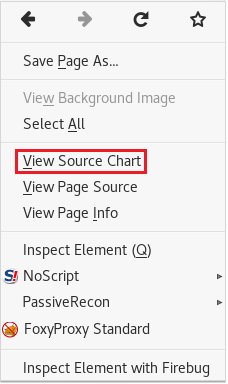 Save Page As...
View Background Image
Select All
View Source Chart
View Page Source
View Page Info
Inspect Element (Q)
NoScript
PassiveRecon
FoxyProxy Standard
Inspect Element with Firebug